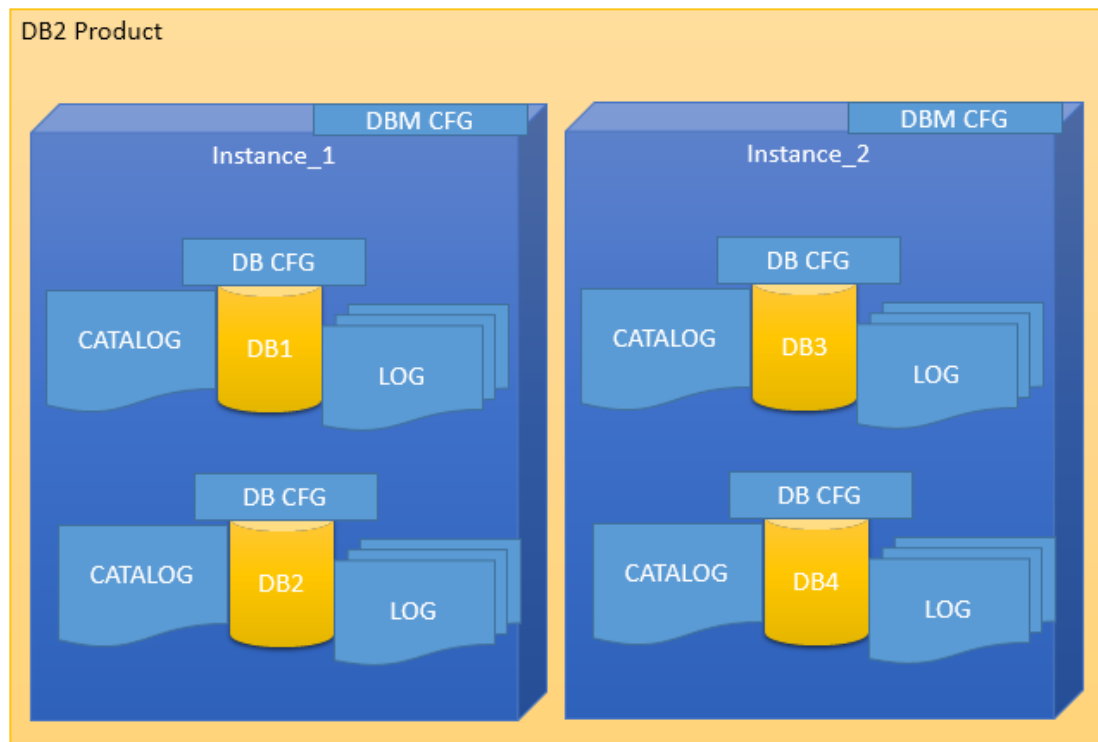 DB2 Product
DBM CFG
Instance_1
DB CFG
CATALOG
DB1
LOG
DB CFG
CATALOG
DB2
LOG
DBM CFG
Instance_2
DB CFG
CATALOG
DB3
LOG
DB CFG
CATALOG
DB4
LOG